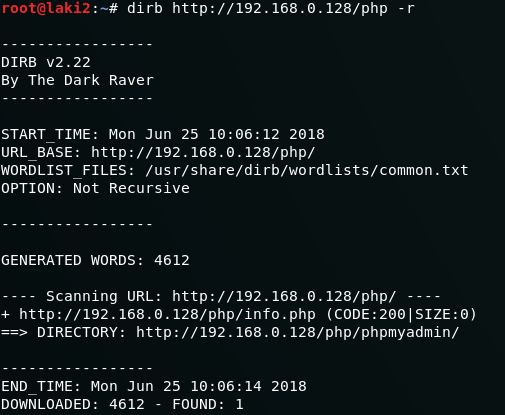 root@laki2:~# dirb http://192.168.0.128/php -r
-----------------
DIRB v2.22
By The Dark Raver
-----------------
START_TIME: Mon Jun 25 10:06:12 2018
URL_BASE: http://192.168.0.128/php/
WORDLIST_FILES: /usr/share/dirb/wordlists/common.txt
OPTION: Not Recursive
-----------------
GENERATED WORDS: 4612
---- Scanning URL: http://192.168.0.128/php/ ----
+ http://192.168.0.128/php/info.php (CODE:200|SIZE:0)
==> DIRECTORY: http://192.168.0.128/php/phpmyadmin/
-----------------
END_TIME: Mon Jun 25 10:06:14 2018
DOWNLOADED: 4612 - FOUND: 1